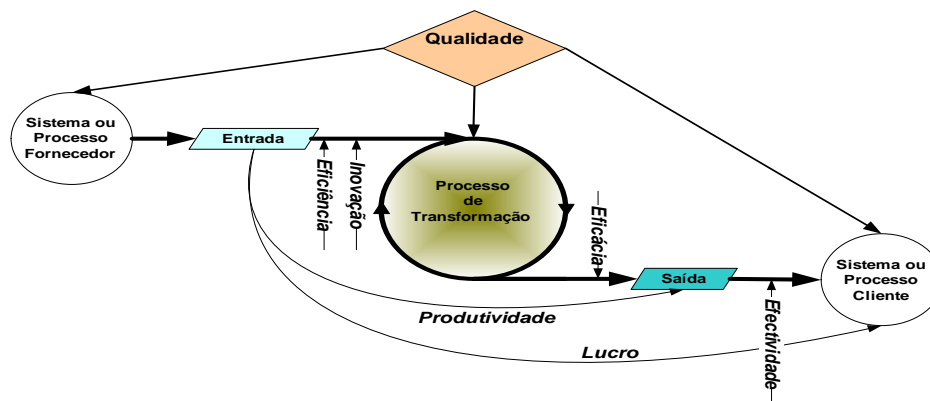 Qualidade
Sistema ou
Processo
Fornecedor
Entrada
Eficiência
Inovação
Processo
de
Transformação
Eficácia
Saída
Sistema ou
Processo
Cliente
Efectividade
Produtividade
Lucro